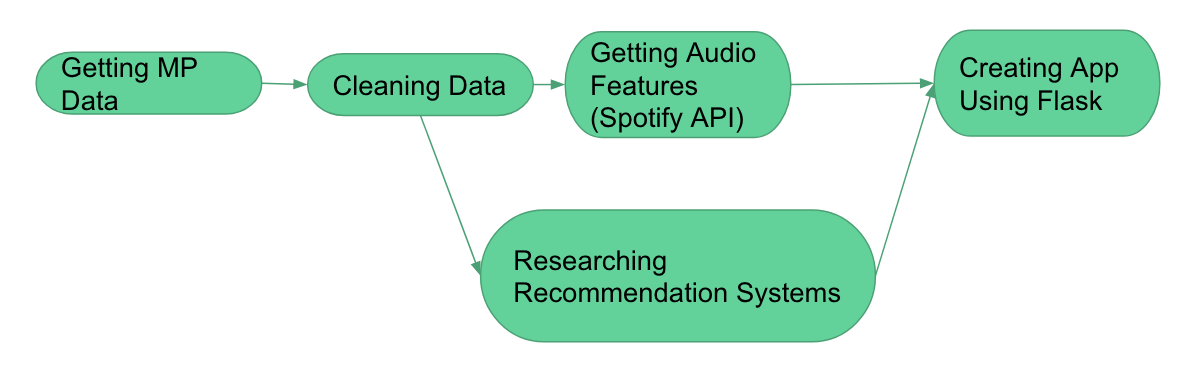 Getting MP
Data
Cleaning Data
Getting Audio
Features
(Spotify API)
Creating App
Using Flask
Researching
Recommendation Systems